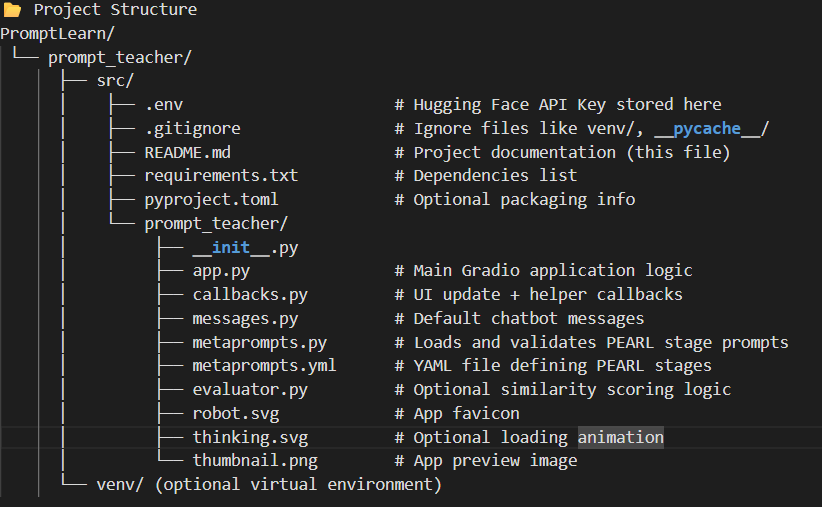 📂 Project Structure
PromptLearn/
└── prompt_teacher/
    ├── src/
    │   ├── .env                      # Hugging Face API Key stored here
    │   ├── .gitignore                # Ignore files like venv/, __pycache__/
    │   ├── README.md                 # Project documentation (this file)
    │   ├── requirements.txt          # Dependencies list
    │   ├── pyproject.toml            # Optional packaging info
    │   └── prompt_teacher/
    │       ├── __init__.py
    │       ├── app.py                # Main Gradio application logic
    │       ├── callbacks.py          # UI update + helper callbacks
    │       ├── messages.py           # Default chatbot messages
    │       ├── metaprompts.py        # Loads and validates PEARL stage prompts
    │       ├── metaprompts.yml       # YAML file defining PEARL stages
    │       ├── evaluator.py          # Optional similarity scoring logic
    │       ├── robot.svg             # App favicon
    │       ├── thinking.svg          # Optional loading animation
    │       └── thumbnail.png         # App preview image
    └── venv/ (optional virtual environment)